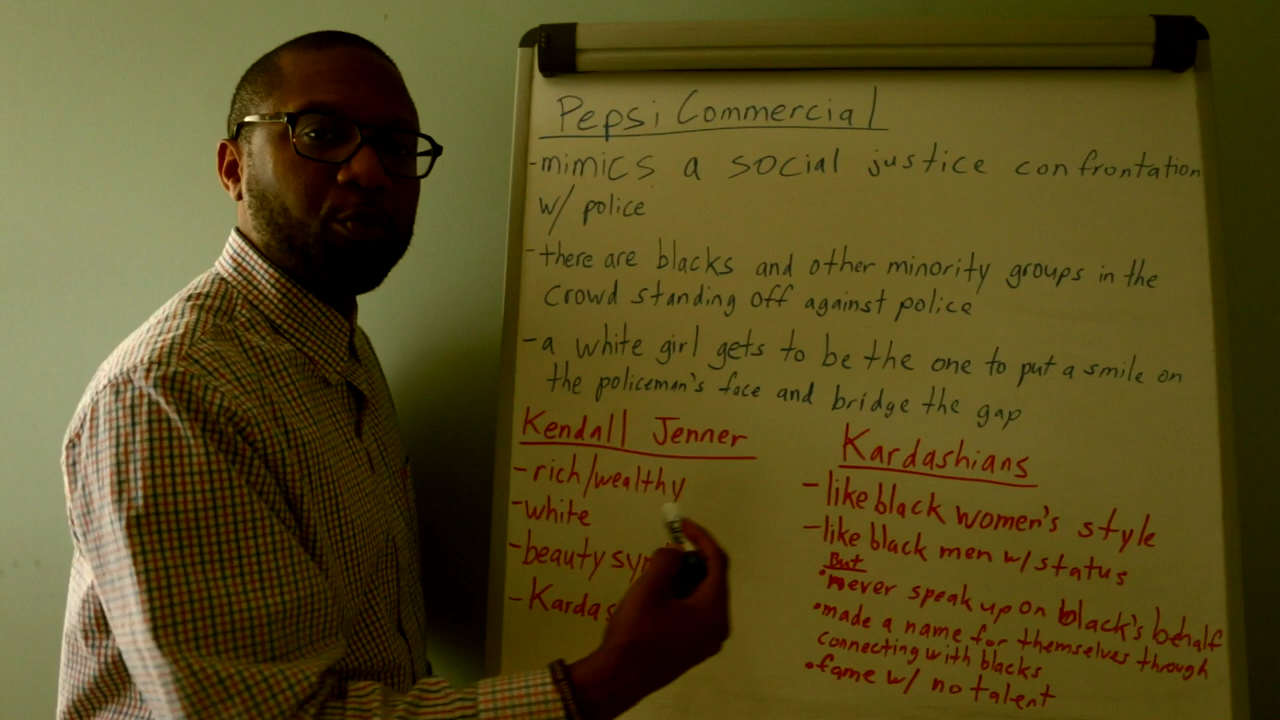 Pepsi Commercial
-mimics a social justice confrontation
w/ police
-there are blacks and other minority groups in the
crowd standing off against police
-a white girl gets to be the one to put a smile on
the policeman's face and bridge the gap
Kendall Jenner
-rich/wealthy
-white
-beauty sy
-Kardas
Kardashians
-like black women's style
-like black men w/ status
But
•never speak up on black's behalf
•made a name for themselves through
connecting with blacks
•fame w/ no talent